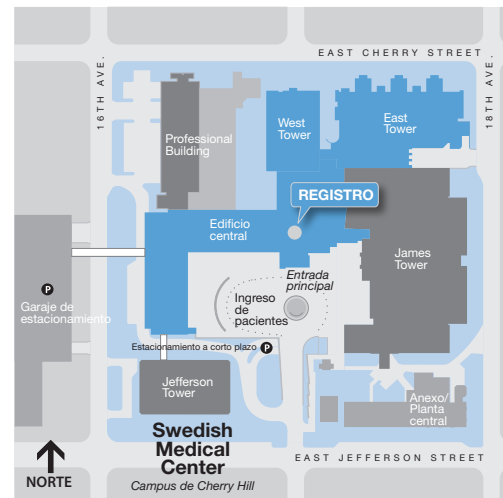 EAST CHERRY STREET
16TH AVE.
18TH AVE.
West
Tower
East
Tower
Professional
Building
REGISTRO
Edificio
central
James
Tower
Entrada
principal
Ingreso
de
pacientes
P
Garaje de
estacionamiento
Estacionamiento a corto plazo P
Jefferson
Tower
Anexo/
Planta
central
Swedish
Medical
Center
Campus de Cherry Hill
EAST JEFFERSON STREET
NORTE